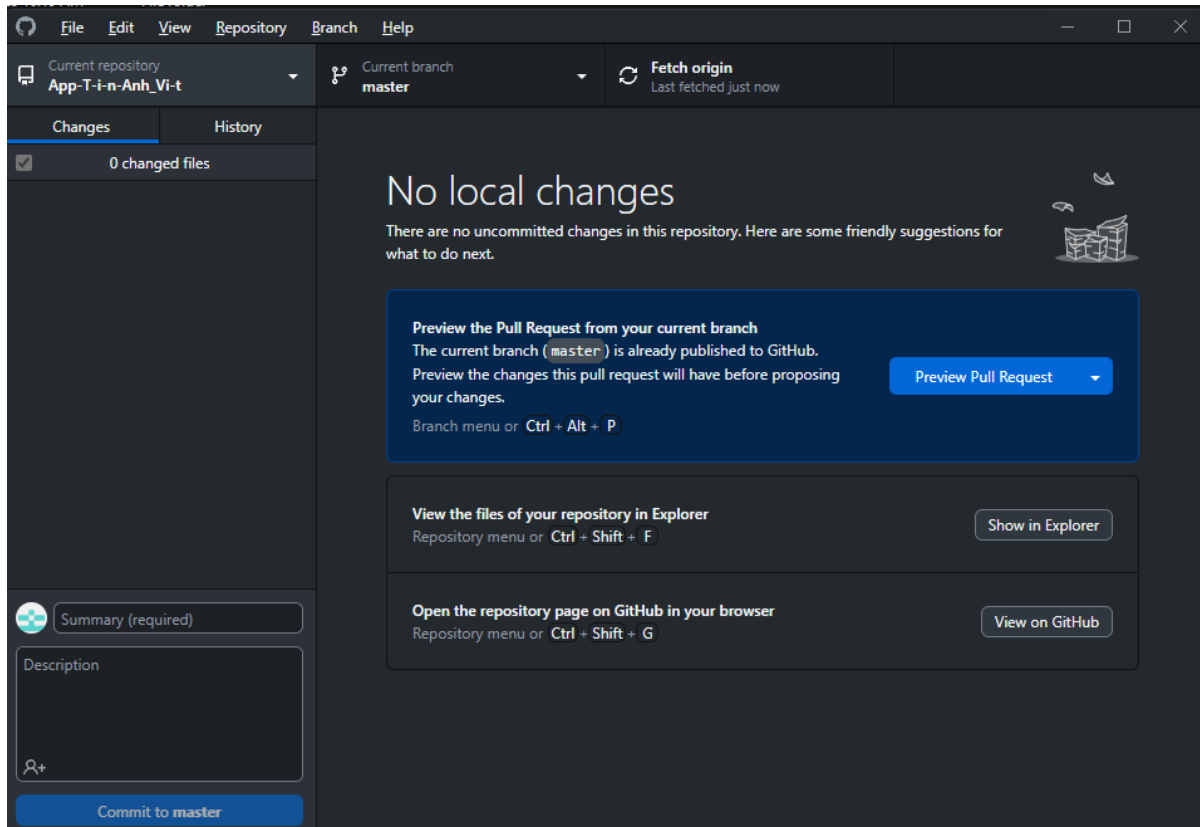 File Edit View Repository Branch Help
Current repository
App-T-i-n-Anh_Vi-t
Current branch
master
Fetch origin
Last fetched just now
Changes History
0 changed files
No local changes
There are no uncommitted changes in this repository. Here are some friendly suggestions for
what to do next.
Preview the Pull Request from your current branch
The current branch (master) is already published to GitHub.
Preview the changes this pull request will have before proposing
your changes.
Branch menu or Ctrl + Alt + P
Preview Pull Request
View the files of your repository in Explorer
Repository menu or Ctrl + Shift + F
Show in Explorer
Open the repository page on GitHub in your browser
Repository menu or Ctrl + Shift + G
View on GitHub
Summary (required)
Description
Commit to master